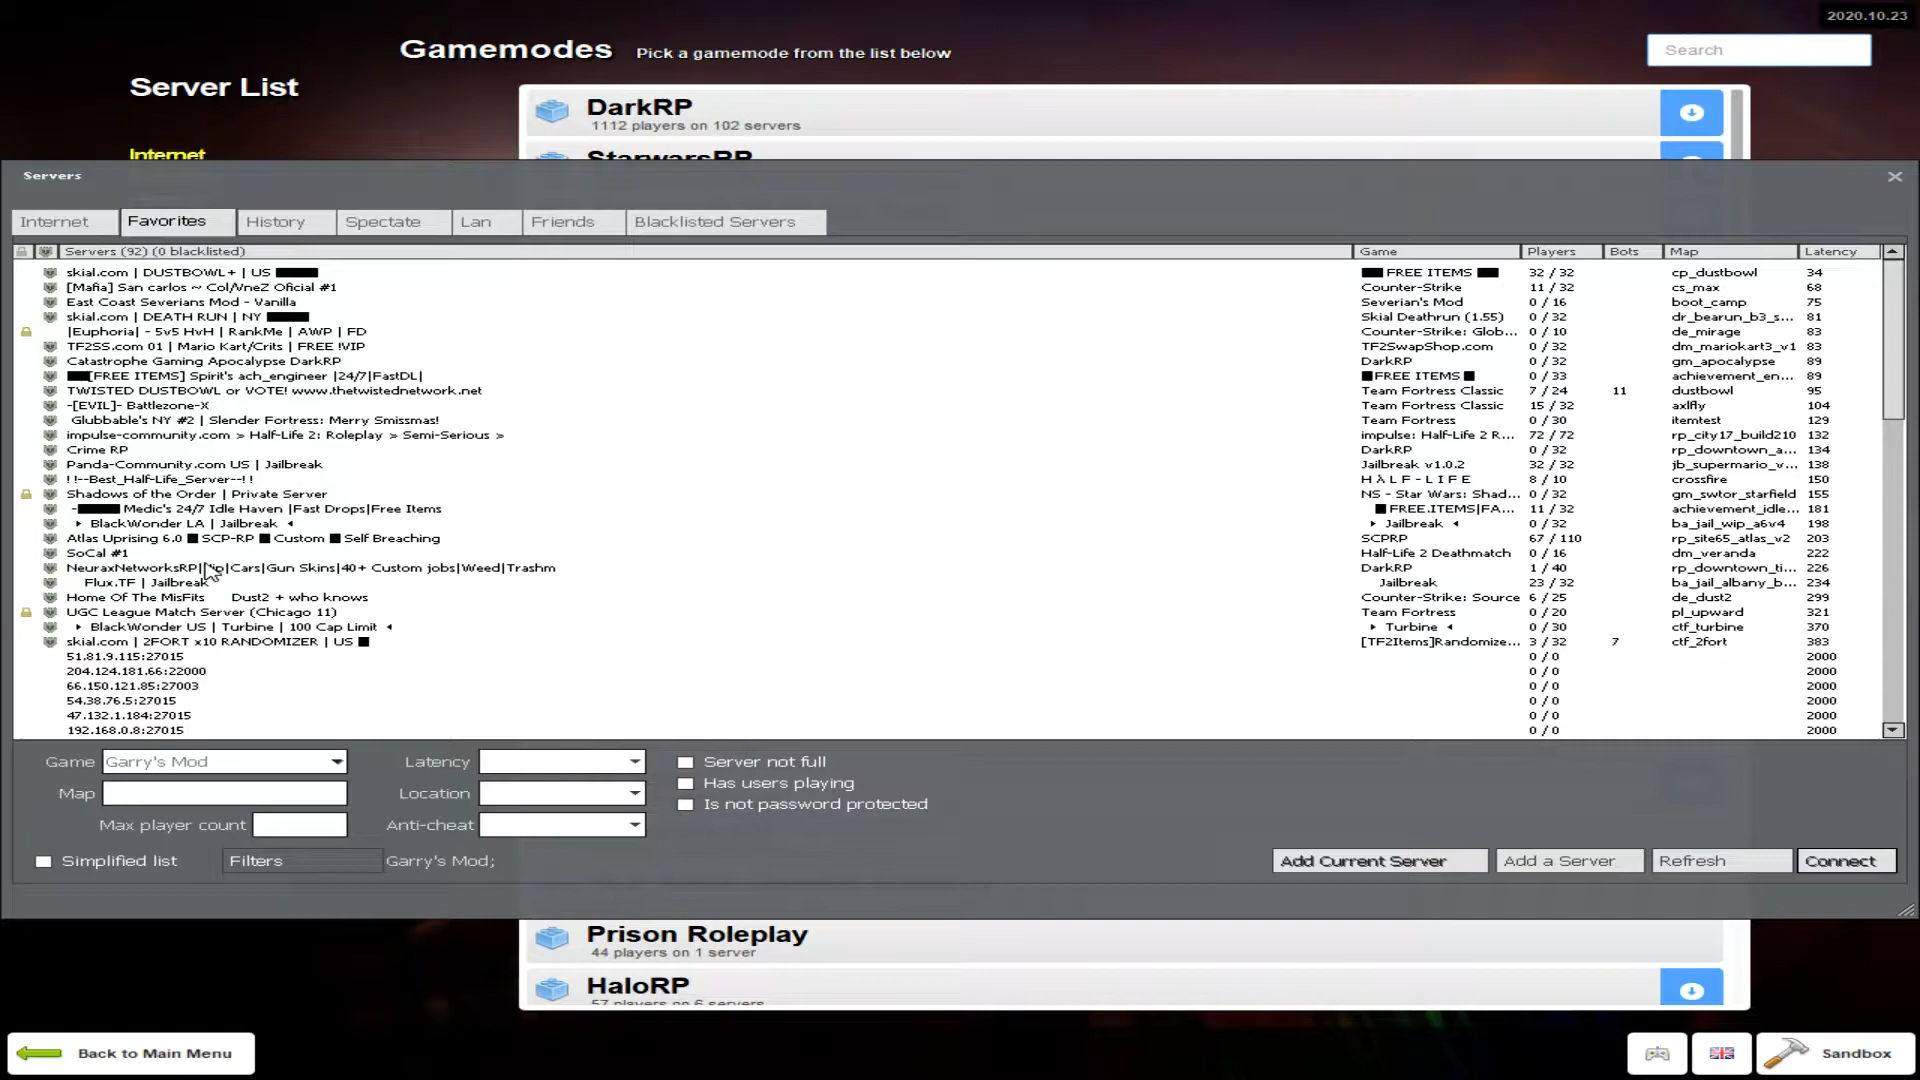 2020.10.23
Gamemodes Pick a gamemode from the list below
Search
Server List
DarkRP
1112 players on 102 servers
Internet
StarwarsRP
Servers
Internet Favorites History Spectate Lan Friends Blacklisted Servers
Servers (92) (0 blacklisted) Game Players Bots Map Latency
skial.com | DUSTBOWL+ | US ███ ██ FREE ITEMS ██ 32 / 32 cp_dustbowl 34
[Mafia] San carlos ~ Col/VneZ Oficial #1 Counter-Strike 11 / 32 cs_max 68
East Coast Severians Mod - Vanilla Severian's Mod 0 / 16 boot_camp 75
skial.com | DEATH RUN | NY ███ Skial Deathrun (1.55) 0 / 32 dr_bearun_b3_s... 81
|Euphoria| - 5v5 HvH | RankMe | AWP | FD Counter-Strike: Glob... 0 / 10 de_mirage 83
TF2SS.com 01 | Mario Kart/Crits | FREE !VIP TF2SwapShop.com 0 / 32 dm_mariokart3_v1 83
Catastrophe Gaming Apocalypse DarkRP DarkRP 0 / 32 gm_apocalypse 89
██[FREE ITEMS] Spirit's ach_engineer |24/7|FastDL| █FREE ITEMS █ 0 / 33 achievement_en... 89
TWISTED DUSTBOWL or VOTE! www.thetwistednetwork.net Team Fortress Classic 7 / 24 11 dustbowl 95
-[EVIL]- Battlezone-X Team Fortress Classic 15 / 32 axlfly 104
Glubbable's NY #2 | Slender Fortress: Merry Smissmas! Team Fortress 0 / 30 itemtest 129
impulse-community.com > Half-Life 2: Roleplay > Semi-Serious > impulse: Half-Life 2 R... 72 / 72 rp_city17_build210 132
Crime RP DarkRP 0 / 32 rp_downtown_a... 134
Panda-Community.com US | Jailbreak Jailbreak v1.0.2 32 / 32 jb_supermario_v... 138
! !--Best_Half-Life_Server--! ! H λ L F - L I F E 8 / 10 crossfire 150
Shadows of the Order | Private Server NS - Star Wars: Shad... 0 / 32 gm_swtor_starfield 155
-████ Medic's 24/7 Idle Haven |Fast Drops|Free Items █FREE.ITEMS|FA... 11 / 32 achievement_idle... 181
▸ BlackWonder LA | Jailbreak ◂ ▸ Jailbreak ◂ 0 / 32 ba_jail_wip_a6v4 198
Atlas Uprising 6.0 █ SCP-RP █ Custom █ Self Breaching SCPRP 67 / 110 rp_site65_atlas_v2 203
SoCal #1 Half-Life 2 Deathmatch 0 / 16 dm_veranda 222
NeuraxNetworksRP| |Cars|Gun Skins|40+ Custom jobs|Weed|Trashm DarkRP 1 / 40 rp_downtown_ti... 226
Flux.TF | Jailbreak Jailbreak 23 / 32 ba_jail_albany_b... 234
Home Of The MisFits Dust2 + who knows Counter-Strike: Source 6 / 25 de_dust2 299
UGC League Match Server (Chicago 11) Team Fortress 0 / 20 pl_upward 321
▸ BlackWonder US | Turbine | 100 Cap Limit ◂ ▸ Turbine ◂ 0 / 30 ctf_turbine 370
skial.com | 2FORT x10 RANDOMIZER | US █ [TF2Items]Randomize... 3 / 32 7 ctf_2fort 383
51.81.9.115:27015 0 / 0 2000
204.124.181.66:22000 0 / 0 2000
66.150.121.85:27003 0 / 0 2000
54.38.76.5:27015 0 / 0 2000
47.132.1.184:27015 0 / 0 2000
192.168.0.8:27015 0 / 0 2000
Game Garry's Mod Latency Server not full
Has users playing
Map Location Is not password protected
Max player count Anti-cheat
Simplified list Filters Garry's Mod; Add Current Server Add a Server Refresh Connect
Prison Roleplay
44 players on 1 server
HaloRP
57 players on 6 servers
Back to Main Menu Sandbox